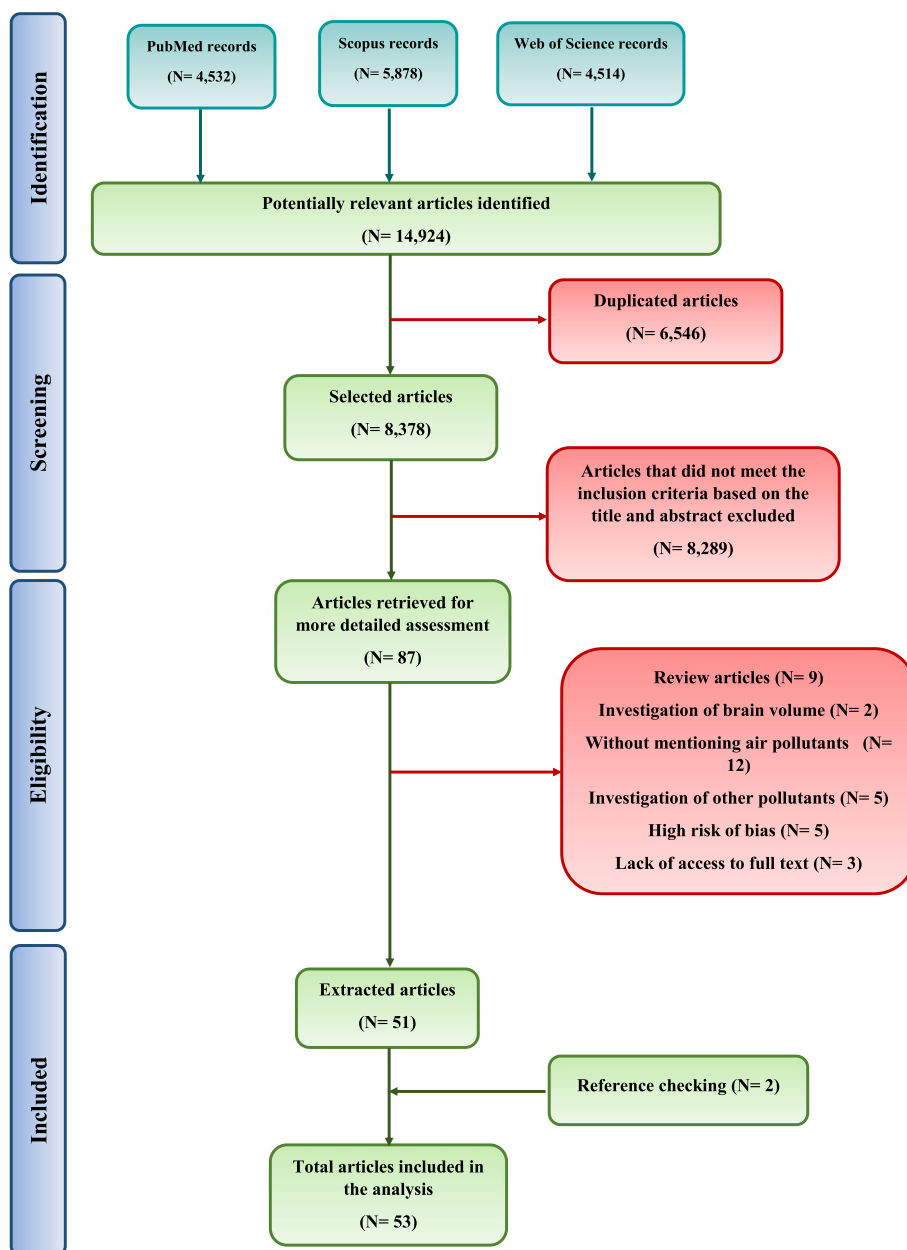 Identification
PubMed records
(N= 4,532)
Scopus records
(N= 5,878)
Web of Science records
(N= 4,514)
Potentially relevant articles identified
(N= 14,924)
Screening
Duplicated articles
(N= 6,546)
Selected articles
(N= 8,378)
Articles that did not meet the
inclusion criteria based on the
title and abstract excluded
(N= 8,289)
Eligibility
Articles retrieved for
more detailed assessment
(N= 87)
Review articles (N= 9)
Investigation of brain volume (N= 2)
Without mentioning air pollutants (N=
12)
Investigation of other pollutants (N= 5)
High risk of bias (N= 5)
Lack of access to full text (N= 3)
Included
Extracted articles
(N= 51)
Reference checking (N= 2)
Total articles included in
the analysis
(N= 53)